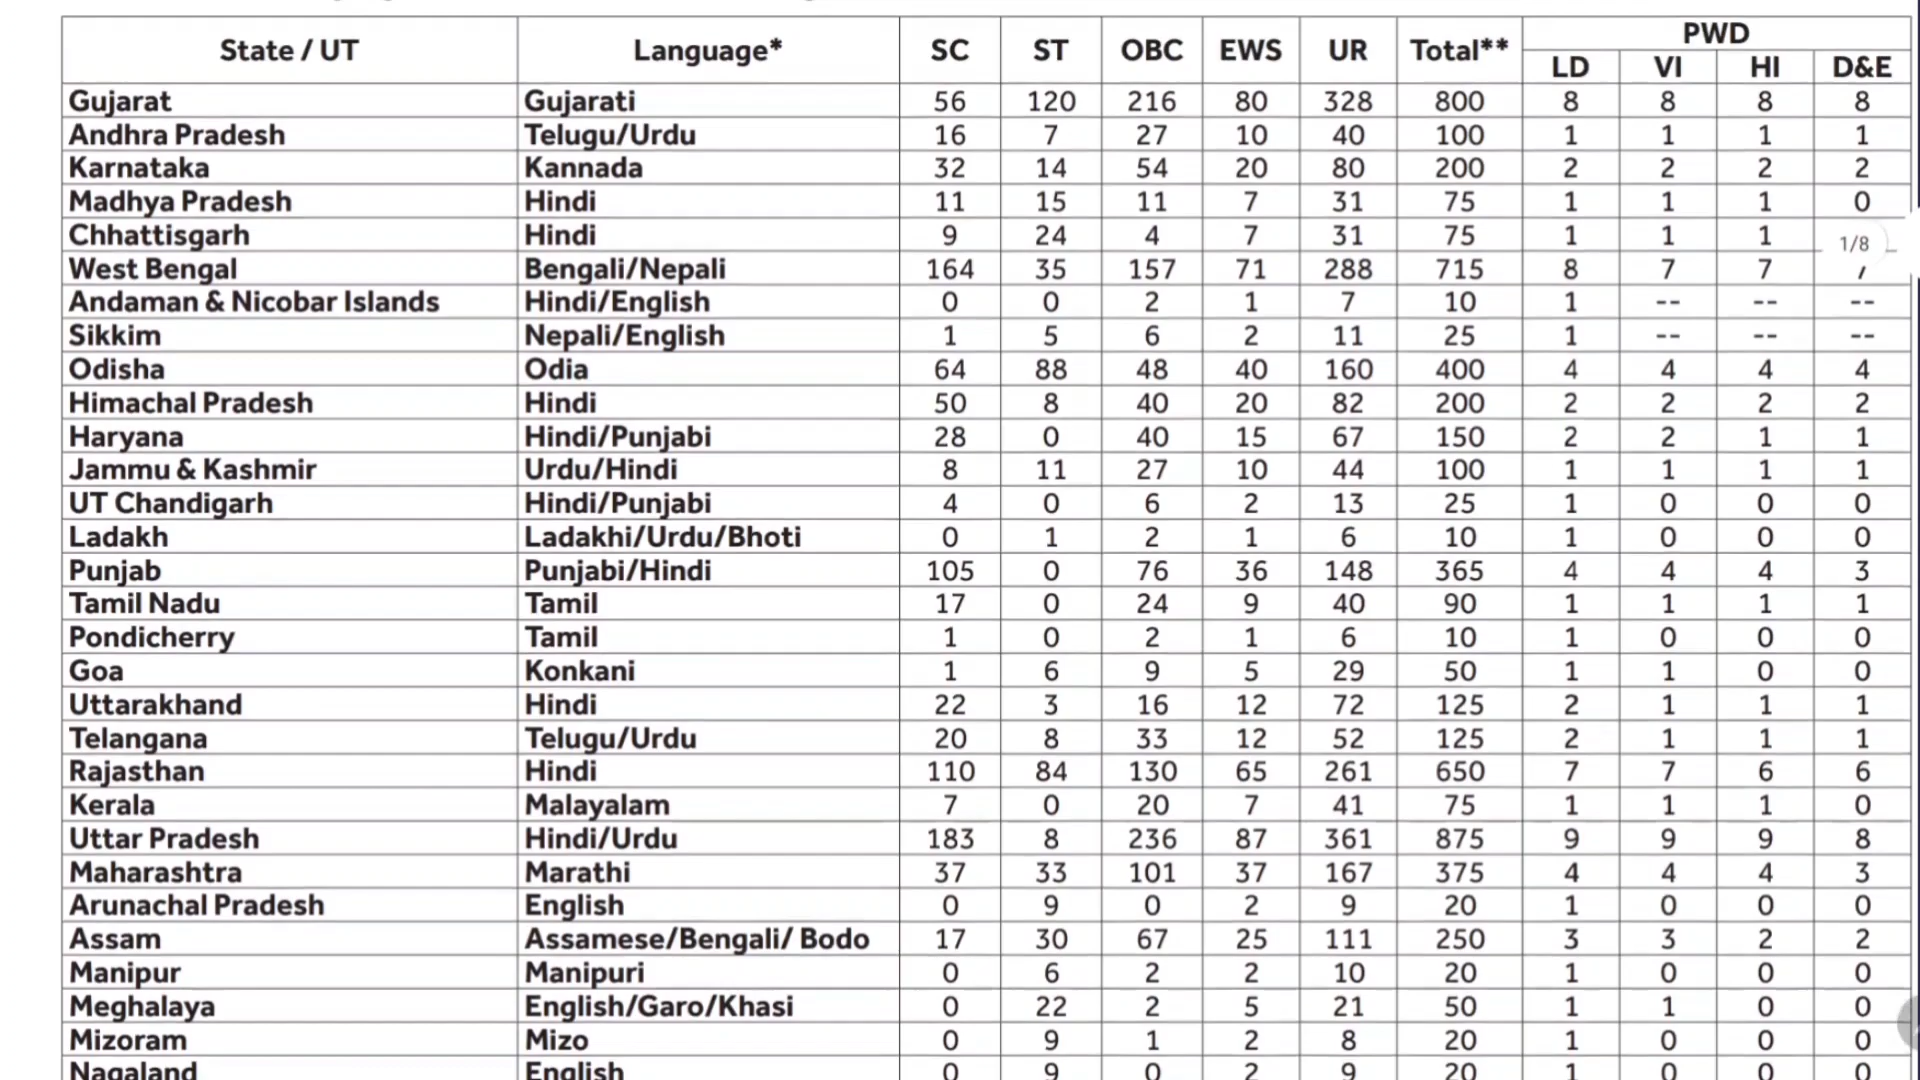 State / UT Language* SC ST OBC EWS UR Total** PWD
LD VI HI D&E
Gujarat Gujarati 56 120 216 80 328 800 8 8 8 8
Andhra Pradesh Telugu/Urdu 16 7 27 10 40 100 1 1 1 1
Karnataka Kannada 32 14 54 20 80 200 2 2 2 2
Madhya Pradesh Hindi 11 15 11 7 31 75 1 1 1 0
Chhattisgarh Hindi 9 24 4 7 31 75 1 1 1
1/8
West Bengal Bengali/Nepali 164 35 157 71 288 715 8 7 7
Andaman & Nicobar Islands Hindi/English 0 0 2 1 7 10 1 -- -- --
Sikkim Nepali/English 1 5 6 2 11 25 1 -- -- --
Odisha Odia 64 88 48 40 160 400 4 4 4 4
Himachal Pradesh Hindi 50 8 40 20 82 200 2 2 2 2
Haryana Hindi/Punjabi 28 0 40 15 67 150 2 2 1 1
Jammu & Kashmir Urdu/Hindi 8 11 27 10 44 100 1 1 1 1
UT Chandigarh Hindi/Punjabi 4 0 6 2 13 25 1 0 0 0
Ladakh Ladakhi/Urdu/Bhoti 0 1 2 1 6 10 1 0 0 0
Punjab Punjabi/Hindi 105 0 76 36 148 365 4 4 4 3
Tamil Nadu Tamil 17 0 24 9 40 90 1 1 1 1
Pondicherry Tamil 1 0 2 1 6 10 1 0 0 0
Goa Konkani 1 6 9 5 29 50 1 1 0 0
Uttarakhand Hindi 22 3 16 12 72 125 2 1 1 1
Telangana Telugu/Urdu 20 8 33 12 52 125 2 1 1 1
Rajasthan Hindi 110 84 130 65 261 650 7 7 6 6
Kerala Malayalam 7 0 20 7 41 75 1 1 1 0
Uttar Pradesh Hindi/Urdu 183 8 236 87 361 875 9 9 9 8
Maharashtra Marathi 37 33 101 37 167 375 4 4 4 3
Arunachal Pradesh English 0 9 0 2 9 20 1 0 0 0
Assam Assamese/Bengali/ Bodo 17 30 67 25 111 250 3 3 2 2
Manipur Manipuri 0 6 2 2 10 20 1 0 0 0
Meghalaya English/Garo/Khasi 0 22 2 5 21 50 1 1 0 0
Mizoram Mizo 0 9 1 2 8 20 1 0 0 0
Nagaland English 0 9 0 2 9 20 1 0 0 0